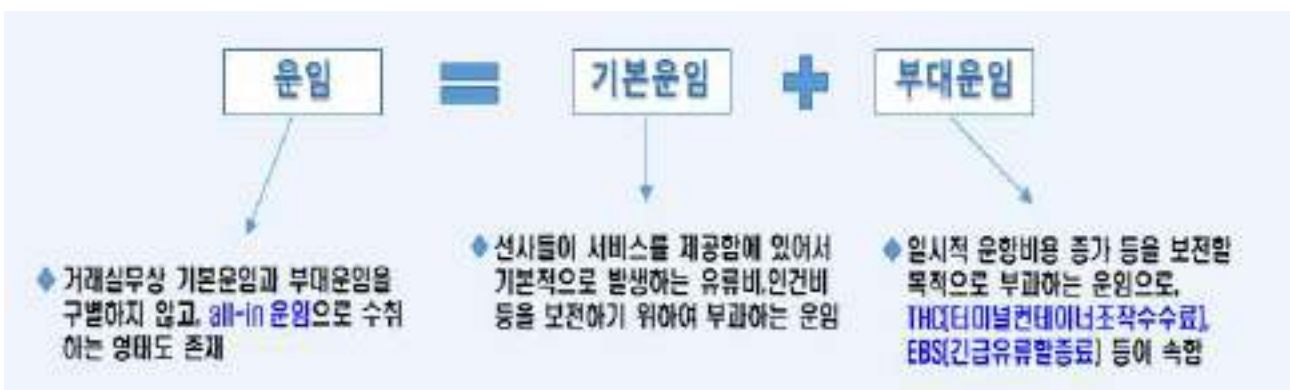 운임 = 기본운임 + 부대운임
◆ 거래실무상 기본운임과 부대운임을
구별하지 않고, all-in 운임으로 수취
하는 형태도 존재
◆ 선사들이 서비스를 제공함에 있어서
기본적으로 발생하는 유류비,인건비
등을 보전하기 위하여 부과하는 운임
◆ 일시적 운항비용 증가 등을 보전할
목적으로 부과하는 운임으로,
THC(터미널컨테이너조작수수료),
EBS(긴급유류할증료) 등이 속함